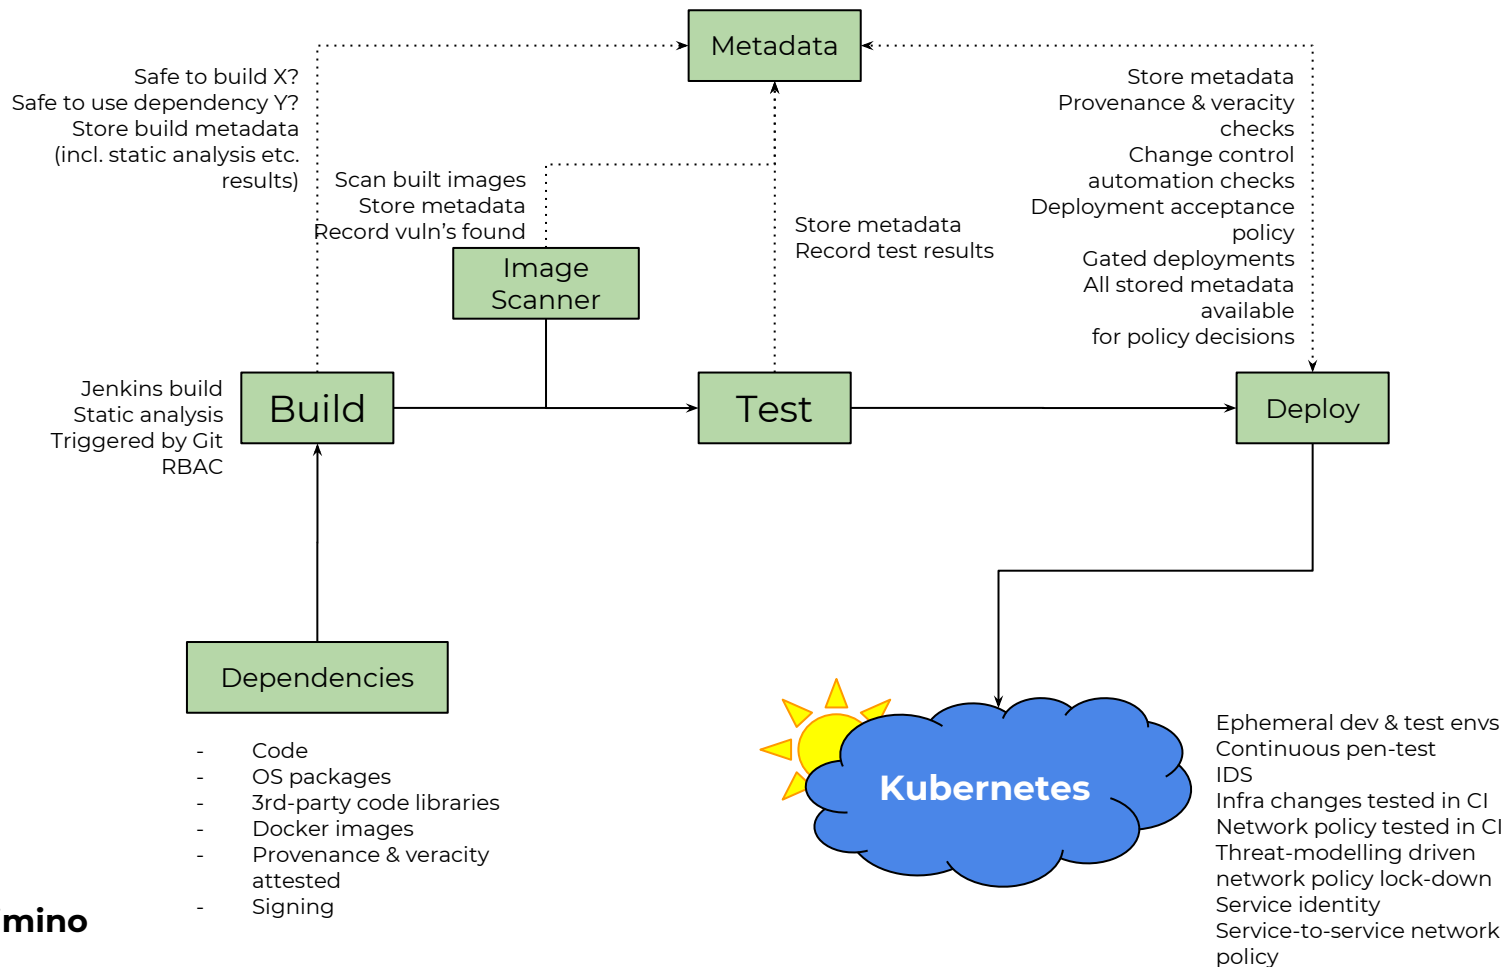 Metadata
Safe to build X?
Safe to use dependency Y?
Store build metadata
(incl. static analysis etc.
results)
Scan built images
Store metadata
Record vuln's found
Store metadata
Record test results
Store metadata
Provenance & veracity
checks
Change control
automation checks
Deployment acceptance
policy
Gated deployments
All stored metadata
available
for policy decisions
Image
Scanner
Jenkins build
Static analysis
Triggered by Git
RBAC
Build
Test
Deploy
Dependencies
- Code
- OS packages
- 3rd-party code libraries
- Docker images
- Provenance & veracity
attested
- Signing
Kubernetes
Ephemeral dev & test envs
Continuous pen-test
IDS
Infra changes tested in CI
Network policy tested in CI
Threat-modelling driven
network policy lock-down
Service identity
Service-to-service network
policy